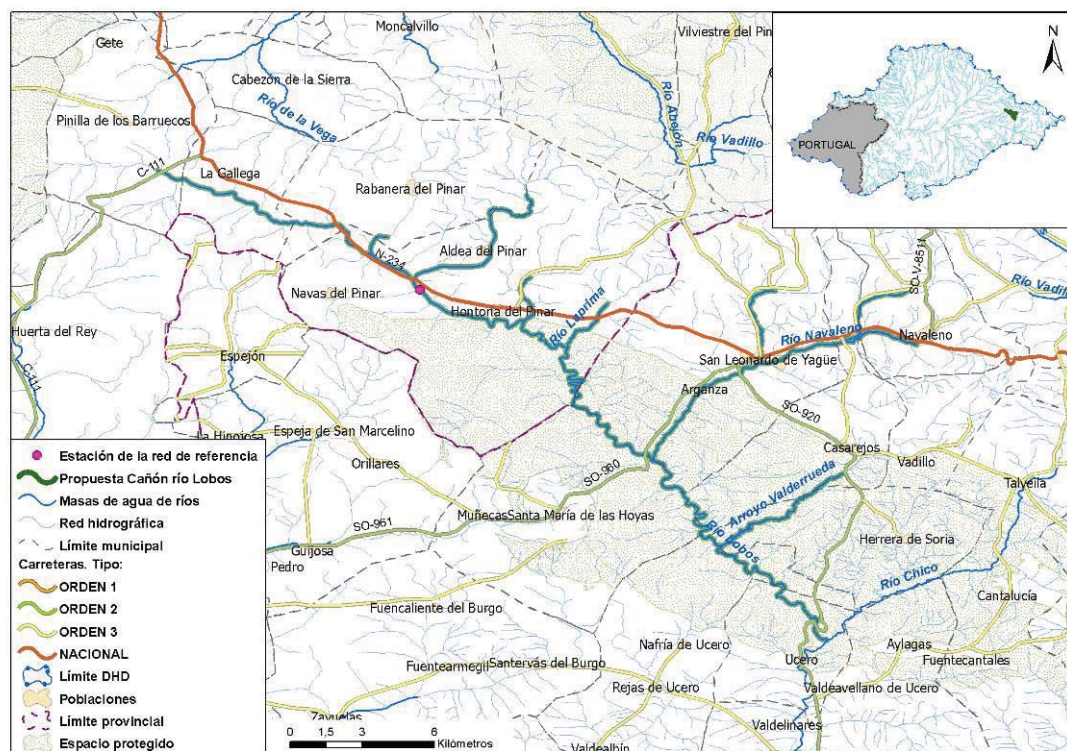 Moncalvillo
Vilviestre del Pin
Gete
Cabezón de la Sierra
Río de la Vega
Pinilla de los Barruecos
Río Abejón
Río Vadillo
C-111
La Gallega
Rabanera del Pinar
Aldea del Pinar
N-234
Navas del Pinar
Hontoria del Pinar
Río Laprima
Huerta del Rey
C-111
Espejón
SO-V-8511
Río Vadil
Río Navaleno
Navaleno
San Leonardo de Yagüe
Arganza
SO-920
La Hinojosa
Espeja de San Marcelino
Orillares
Casarejos
Vadillo
Talveila
SO-960
Muñecas
Santa María de las Hoyas
SO-961
Guijosa
Pedro
Arroyo Valderrueda
Río Lobos
Herrera de Soria
Río Chico
Cantalucía
Fuencaliente del Burgo
Nafría de Ucero
Ucero
Aylagas
Fuentecantales
Fuentearmegil
Santervás del Burgo
Rejas de Ucero
Valdeavellano de Ucero
Zayuelas
Valdelinares
Valdealbín
N
PORTUGAL
Estación de la red de referencia
Propuesta Cañón río Lobos
Masas de agua de ríos
Red hidrográfica
Límite municipal
Carreteras. Tipo:
ORDEN 1
ORDEN 2
ORDEN 3
NACIONAL
Límite DHD
Poblaciones
Límite provincial
Espacio protegido
0 1,5 3 6
Kilómetros